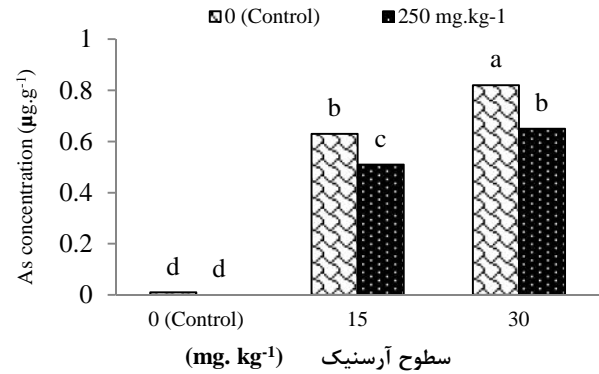 0 (Control) 250 mg.kg-1
As concentration (µg.g-1)
1
0.8
0.6
0.4
0.2
0
d d
b
c
a
b
0 (Control) 15 30
سطوح آرسنیک (mg. kg-1)